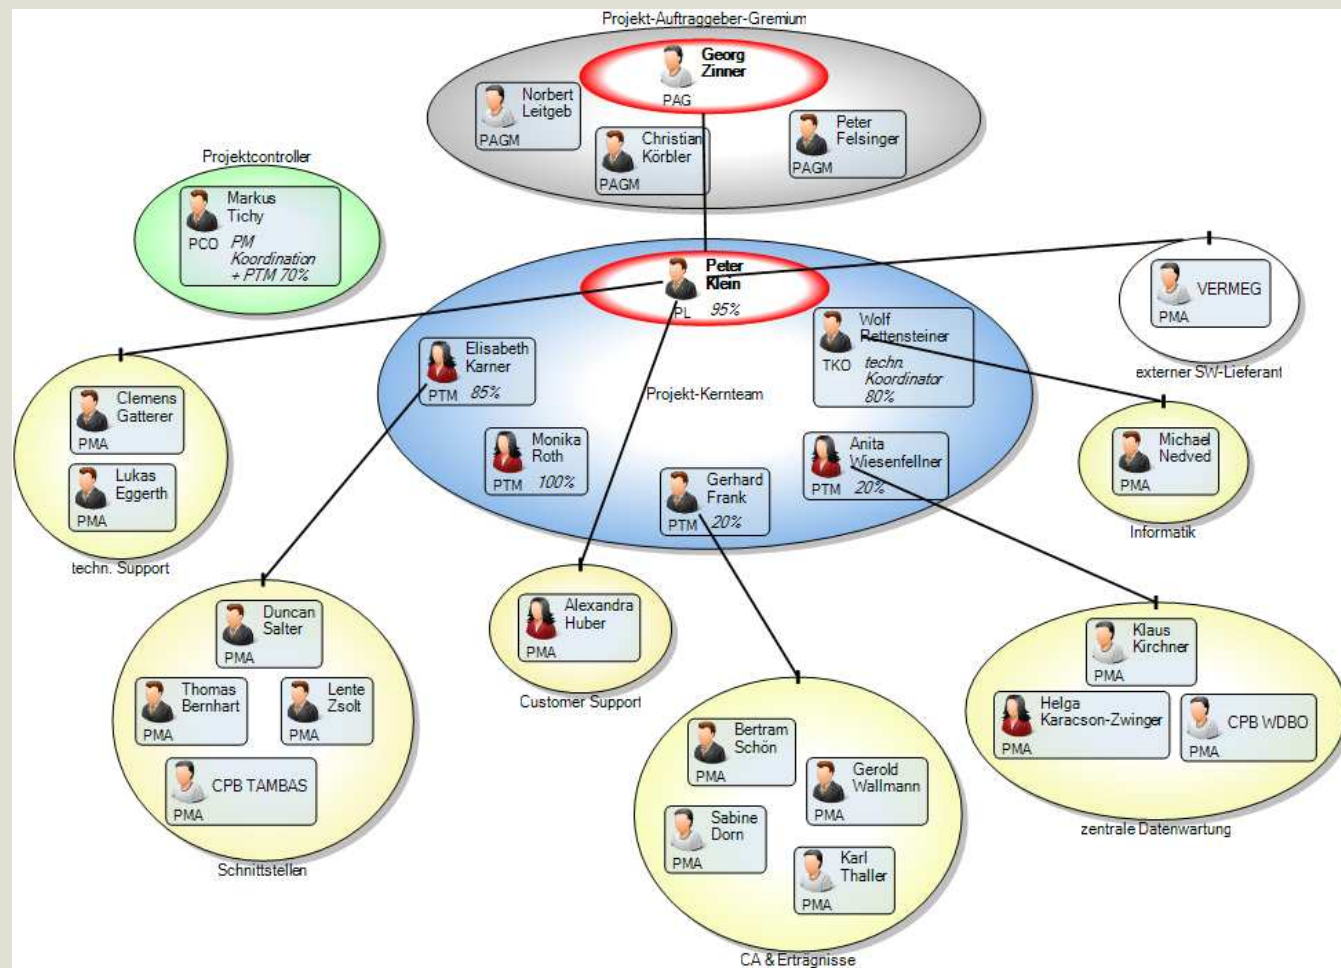 Projekt-Auftraggeber-Gremium
Georg
Zinner
PAG
Norbert
Leitgeb
PAGM
Christian
Körbler
PAGM
Peter
Felsinger
PAGM
Projektcontroller
Markus
Tichy
PCO
PM
Koordination
+ PTM 70%
Peter
Klein
PL
95%
Elisabeth
Karner
PTM
85%
Wolf
Rettensteiner
TKO
techn.
Koordinator
80%
Projekt-Kernteam
Monika
Roth
PTM
100%
Gerhard
Frank
PTM
20%
Anita
Wiesenfellner
PTM
20%
VERMEG
PMA
externer SW-Lieferant
Clemens
Gatterer
PMA
Lukas
Eggerth
PMA
techn. Support
Michael
Nedved
PMA
Informatik
Duncan
Salter
PMA
Thomas
Bernhart
PMA
Lente
Zsolt
PMA
CPB TAMBAS
PMA
Schnittstellen
Alexandra
Huber
PMA
Customer Support
Bertram
Schön
PMA
Gerold
Wallmann
PMA
Sabine
Dorn
PMA
Karl
Thaller
PMA
CA & Erträgnisse
Klaus
Kirchner
PMA
Helga
Karacson-Zwinger
PMA
CPB WDBO
PMA
zentrale Datenwartung